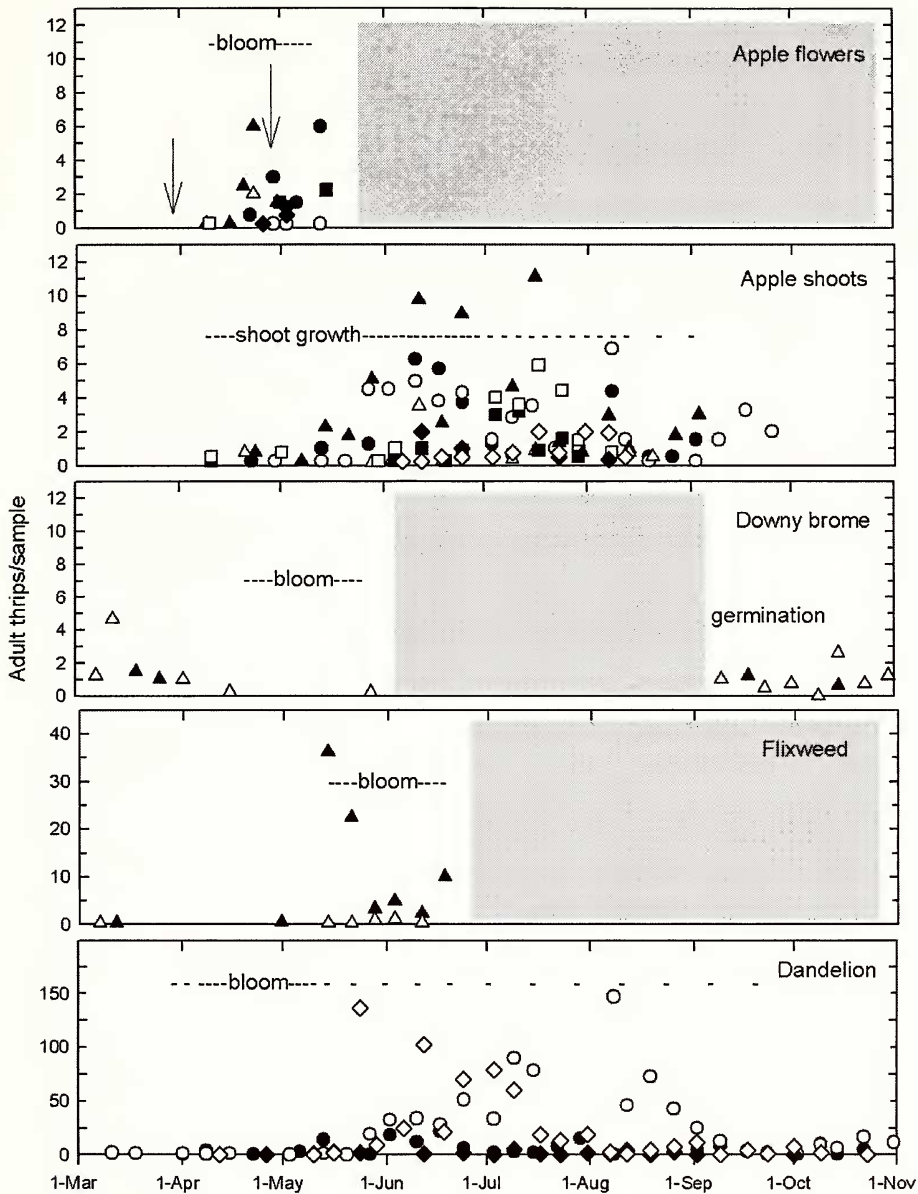 12
10
8
6
4
2
0
--bloom----
Apple flowers
12
10
8
6
4
2
0
----shoot growth-------------- - - - - - - - -
Apple shoots
12
10
8
6
4
2
0
----bloom-----
Downy brome
germination
40
30
20
10
0
----bloom-----
Flixweed
150
100
50
0
- - ----bloom----- - - - - - - - - - - -
Dandelion
Adult thrips/sample
1-Mar 1-Apr 1-May 1-Jun 1-Jul 1-Aug 1-Sep 1-Oct 1-Nov